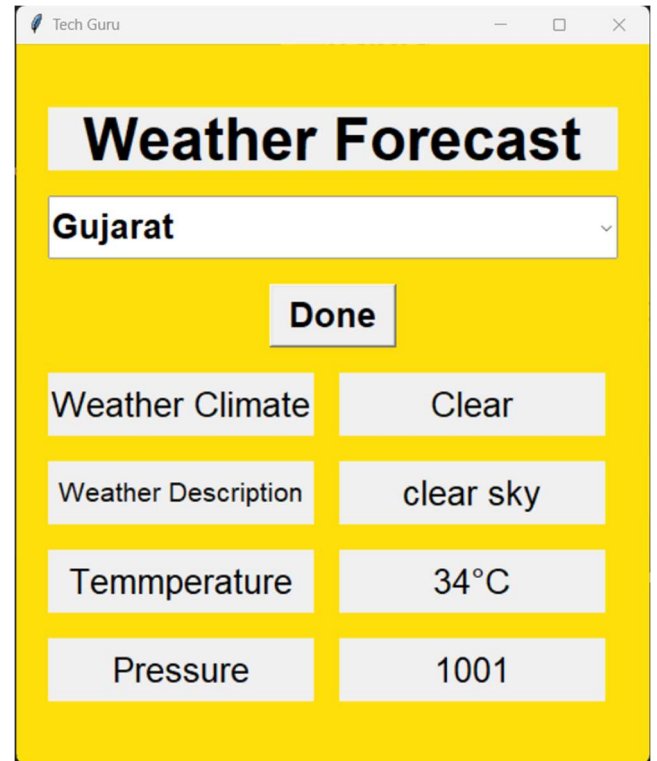 Tech Guru
Weather Forecast
Gujarat
Done
Weather Climate Clear
Weather Description clear sky
Temmperature 34°C
Pressure 1001